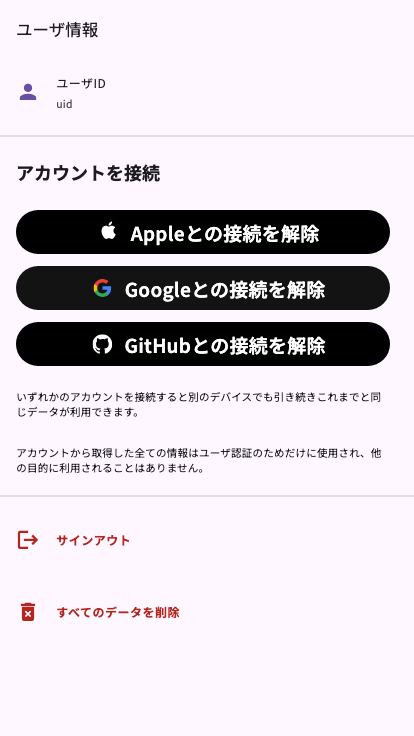 ユーザ情報
ユーザID
uid
アカウントを接続
Appleとの接続を解除
Googleとの接続を解除
GitHubとの接続を解除
いずれかのアカウントを接続すると別のデバイスでも引き続きこれまでと同
じデータが利用できます。
アカウントから取得した全ての情報はユーザ認証のためだけに使用され、他
の目的に利用されることはありません。
サインアウト
すべてのデータを削除